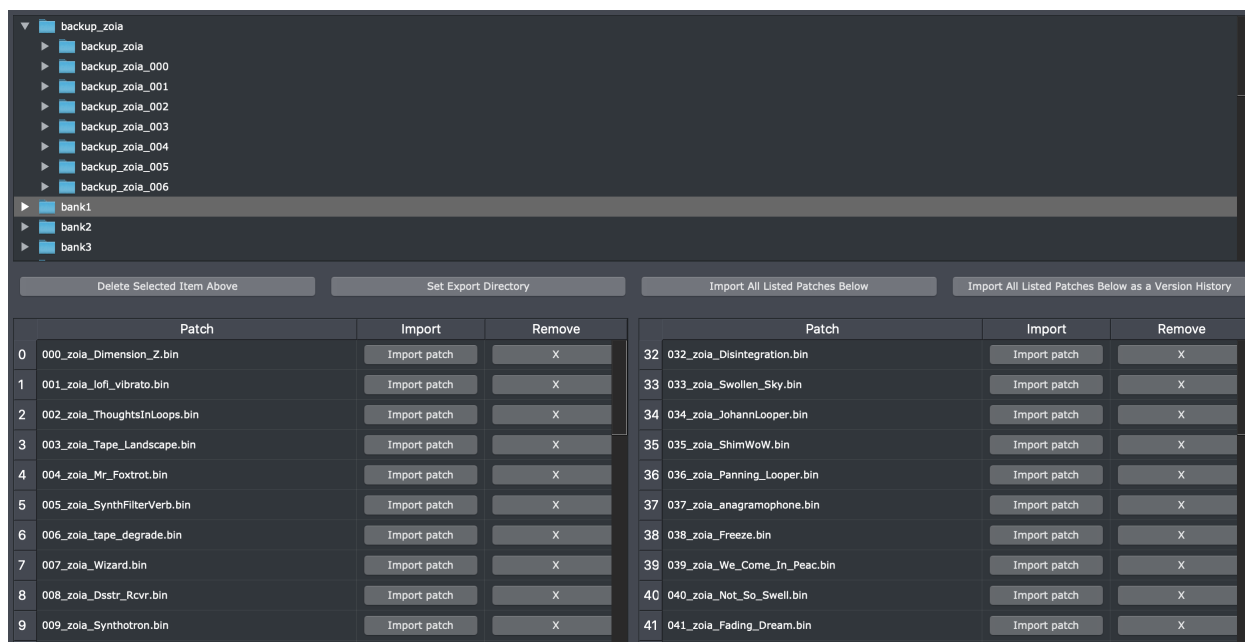 backup_zoia
backup_zoia
backup_zoia_000
backup_zoia_001
backup_zoia_002
backup_zoia_003
backup_zoia_004
backup_zoia_005
backup_zoia_006
bank1
bank2
bank3
Delete Selected Item Above Set Export Directory Import All Listed Patches Below Import All Listed Patches Below as a Version History
Patch Import Remove
0 000_zoia_Dimension_Z.bin Import patch X
1 001_zoia_lofi_vibrato.bin Import patch X
2 002_zoia_ThoughtsInLoops.bin Import patch X
3 003_zoia_Tape_Landscape.bin Import patch X
4 004_zoia_Mr_Foxtrot.bin Import patch X
5 005_zoia_SynthFilterVerb.bin Import patch X
6 006_zoia_tape_degrade.bin Import patch X
7 007_zoia_Wizard.bin Import patch X
8 008_zoia_Dsstr_Rcvr.bin Import patch X
9 009_zoia_Synthotron.bin Import patch X
Patch Import Remove
32 032_zoia_Disintegration.bin Import patch X
33 033_zoia_Swollen_Sky.bin Import patch X
34 034_zoia_JohannLooper.bin Import patch X
35 035_zoia_ShimWoW.bin Import patch X
36 036_zoia_Panning_Looper.bin Import patch X
37 037_zoia_anagramophone.bin Import patch X
38 038_zoia_Freeze.bin Import patch X
39 039_zoia_We_Come_In_Peac.bin Import patch X
40 040_zoia_Not_So_Swell.bin Import patch X
41 041_zoia_Fading_Dream.bin Import patch X